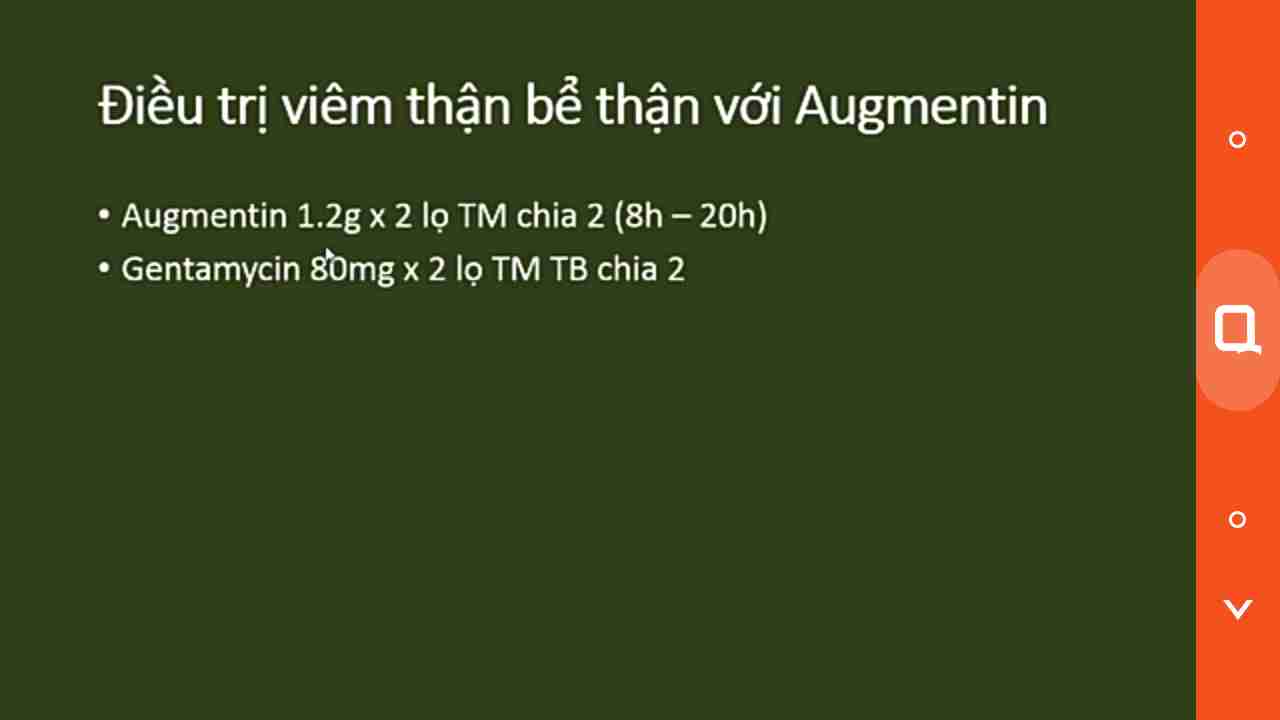 Điều trị viêm thận bể thận với Augmentin
• Augmentin 1.2g x 2 lọ TM chia 2 (8h – 20h)
• Gentamycin 80mg x 2 lọ TM TB chia 2